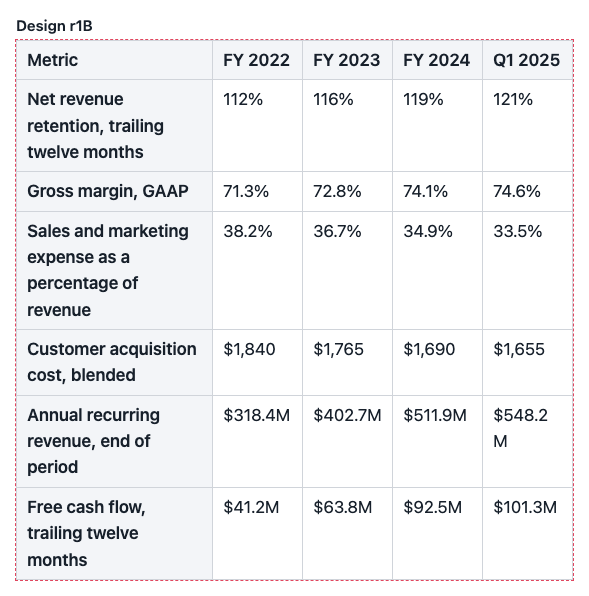 Design r1B
Metric FY 2022 FY 2023 FY 2024 Q1 2025
Net revenue retention, trailing twelve months 112% 116% 119% 121%
Gross margin, GAAP 71.3% 72.8% 74.1% 74.6%
Sales and marketing expense as a percentage of revenue 38.2% 36.7% 34.9% 33.5%
Customer acquisition cost, blended $1,840 $1,765 $1,690 $1,655
Annual recurring revenue, end of period $318.4M $402.7M $511.9M $548.2M
Free cash flow, trailing twelve months $41.2M $63.8M $92.5M $101.3M